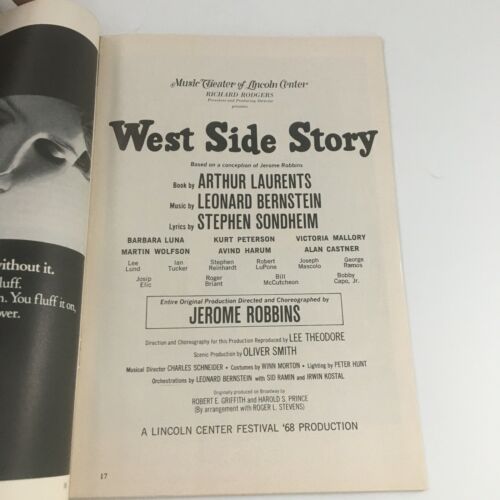 without it.
fluff.
You fluff it on,
over.
Music Theater of Lincoln Center
RICHARD RODGERS
President and Producing Director
presents
West Side Story
Based on a conception of Jerome Robbins
Book by ARTHUR LAURENTS
Music by LEONARD BERNSTEIN
Lyrics by STEPHEN SONDHEIM
BARBARA LUNA KURT PETERSON VICTORIA MALLORY
MARTIN WOLFSON AVIND HARUM ALAN CASTNER
Lee Lund
Ian Tucker
Stephen Reinhardt
Robert LuPone
Joseph Mascolo
George Ramos
Josip Elic
Roger Briant
Bill McCutcheon
Bobby Capo, Jr.
Entire Original Production Directed and Choreographed by
JEROME ROBBINS
Direction and Choreography for this Production Reproduced by LEE THEODORE
Scenic Production by OLIVER SMITH
Musical Director CHARLES SCHNEIDER • Costumes by WINN MORTON • Lighting by PETER HUNT
Orchestrations by LEONARD BERNSTEIN with SID RAMIN and IRWIN KOSTAL
Originally produced on Broadway by
ROBERT E. GRIFFITH and HAROLD S. PRINCE
(By arrangement with ROGER L. STEVENS)
A LINCOLN CENTER FESTIVAL '68 PRODUCTION
17